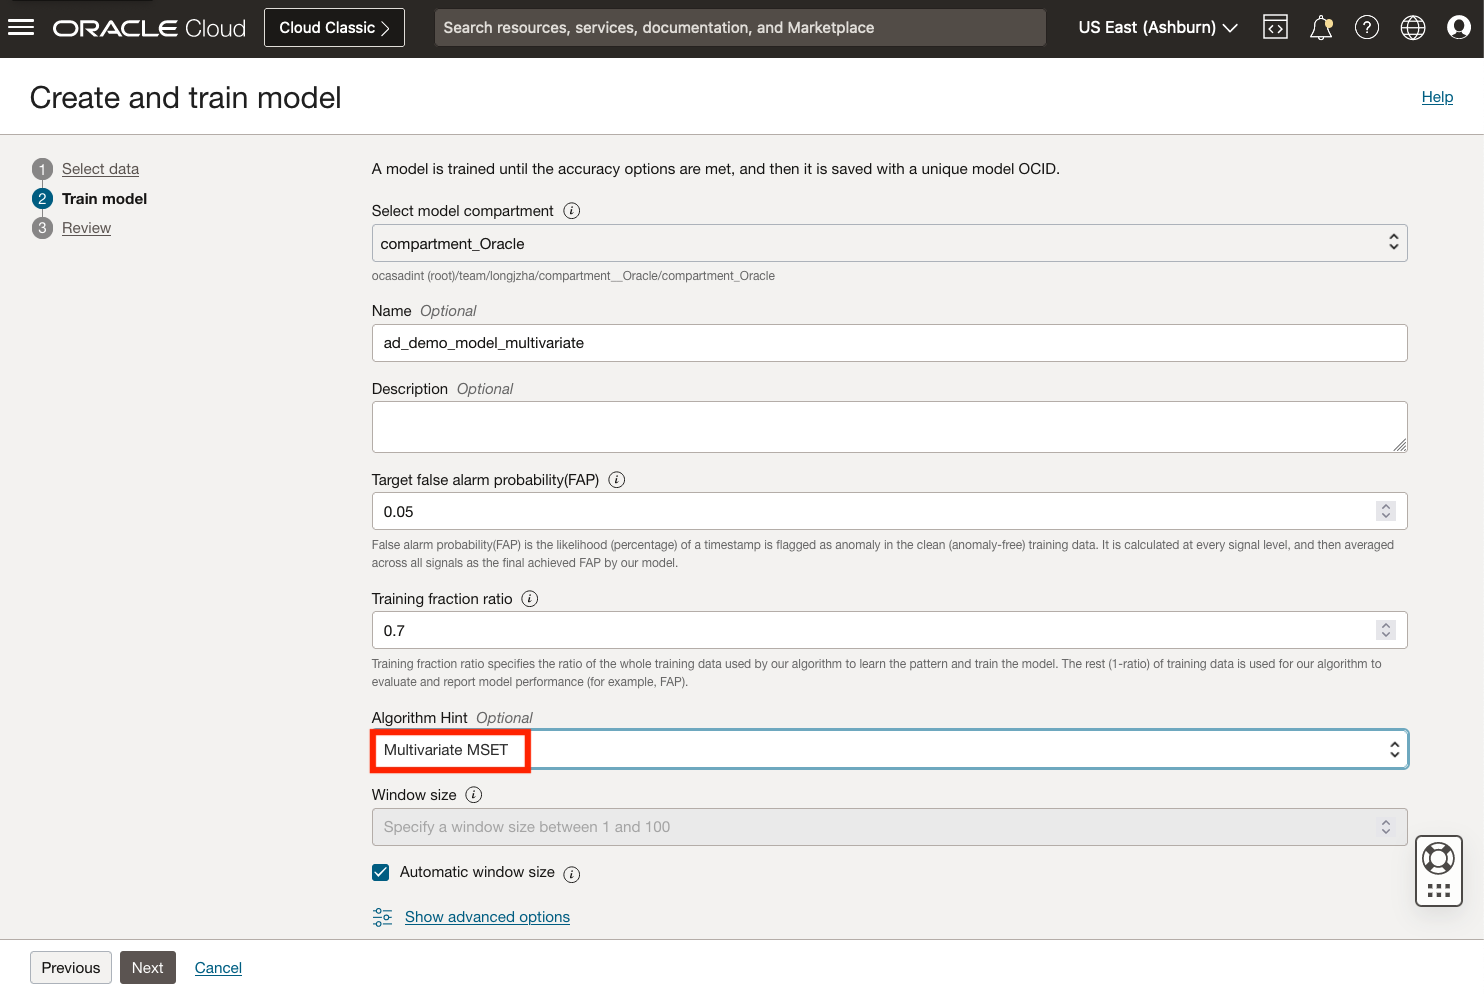 ORACLE Cloud
Cloud Classic
Search resources, services, documentation, and Marketplace
US East (Ashburn)
Create and train model
Help
1 Select data
2 Train model
3 Review
A model is trained until the accuracy options are met, and then it is saved with a unique model OCID.
Select model compartment
compartment_Oracle
ocasadint (root)/team/longjzha/compartment__Oracle/compartment_Oracle
Name Optional
ad_demo_model_multivariate
Description Optional
Target false alarm probability(FAP)
0.05
False alarm probability(FAP) is the likelihood (percentage) of a timestamp is flagged as anomaly in the clean (anomaly-free) training data. It is calculated at every signal level, and then averaged
across all signals as the final achieved FAP by our model.
Training fraction ratio
0.7
Training fraction ratio specifies the ratio of the whole training data used by our algorithm to learn the pattern and train the model. The rest (1-ratio) of training data is used for our algorithm to
evaluate and report model performance (for example, FAP).
Algorithm Hint Optional
Multivariate MSET
Window size
Specify a window size between 1 and 100
Automatic window size
Show advanced options
Previous
Next
Cancel